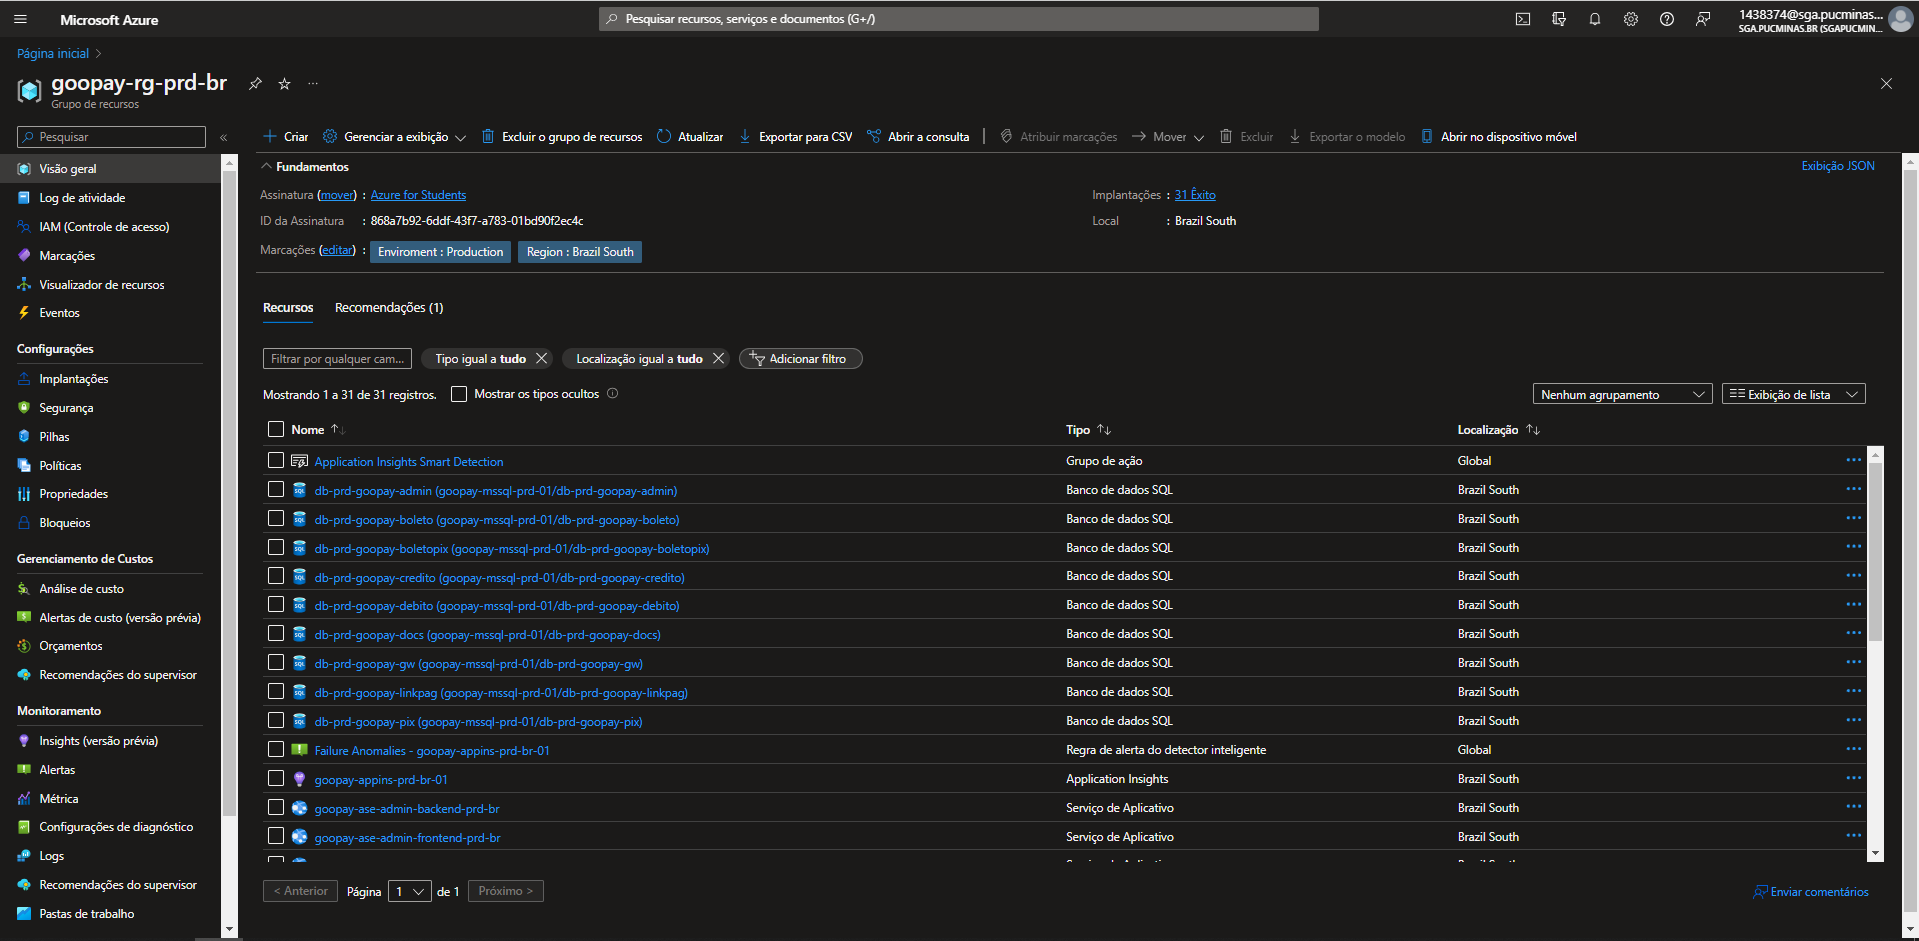 Microsoft Azure
Pesquisar recursos, serviços e documentos (G+/)
1438374@sga.pucminas...
SGA.PUCMINAS.BR (SGAPUCMIN...
Página inicial
goopay-rg-prd-br
Grupo de recursos
Pesquisar
Criar
Gerenciar a exibição
Excluir o grupo de recursos
Atualizar
Exportar para CSV
Abrir a consulta
Atribuir marcações
Mover
Excluir
Exportar o modelo
Abrir no dispositivo móvel
Visão geral
Log de atividade
IAM (Controle de acesso)
Marcações
Visualizador de recursos
Eventos
Configurações
Implantações
Segurança
Pilhas
Políticas
Propriedades
Bloqueios
Gerenciamento de Custos
Análise de custo
Alertas de custo (versão prévia)
Orçamentos
Recomendações do supervisor
Monitoramento
Insights (versão prévia)
Alertas
Métrica
Configurações de diagnóstico
Logs
Recomendações do supervisor
Pastas de trabalho
Fundamentos
Exibição JSON
Assinatura (mover) : Azure for Students
Implantações : 31 Êxito
ID da Assinatura : 868a7b92-6ddf-43f7-a783-01bd90f2ec4c
Local : Brazil South
Marcações (editar) : Enviroment : Production Region : Brazil South
Recursos Recomendações (1)
Filtrar por qualquer cam... Tipo igual a tudo Localização igual a tudo Adicionar filtro
Mostrando 1 a 31 de 31 registros. Mostrar os tipos ocultos
Nenhum agrupamento Exibição de lista
Nome Tipo Localização
Application Insights Smart Detection Grupo de ação Global
db-prd-goopay-admin (goopay-mssql-prd-01/db-prd-goopay-admin) Banco de dados SQL Brazil South
db-prd-goopay-boleto (goopay-mssql-prd-01/db-prd-goopay-boleto) Banco de dados SQL Brazil South
db-prd-goopay-boletopix (goopay-mssql-prd-01/db-prd-goopay-boletopix) Banco de dados SQL Brazil South
db-prd-goopay-credito (goopay-mssql-prd-01/db-prd-goopay-credito) Banco de dados SQL Brazil South
db-prd-goopay-debito (goopay-mssql-prd-01/db-prd-goopay-debito) Banco de dados SQL Brazil South
db-prd-goopay-docs (goopay-mssql-prd-01/db-prd-goopay-docs) Banco de dados SQL Brazil South
db-prd-goopay-gw (goopay-mssql-prd-01/db-prd-goopay-gw) Banco de dados SQL Brazil South
db-prd-goopay-linkpag (goopay-mssql-prd-01/db-prd-goopay-linkpag) Banco de dados SQL Brazil South
db-prd-goopay-pix (goopay-mssql-prd-01/db-prd-goopay-pix) Banco de dados SQL Brazil South
Failure Anomalies - goopay-appins-prd-br-01 Regra de alerta do detector inteligente Global
goopay-appins-prd-br-01 Application Insights Brazil South
goopay-ase-admin-backend-prd-br Serviço de Aplicativo Brazil South
goopay-ase-admin-frontend-prd-br Serviço de Aplicativo Brazil South
< Anterior Página 1 de 1 Próximo >
Enviar comentários